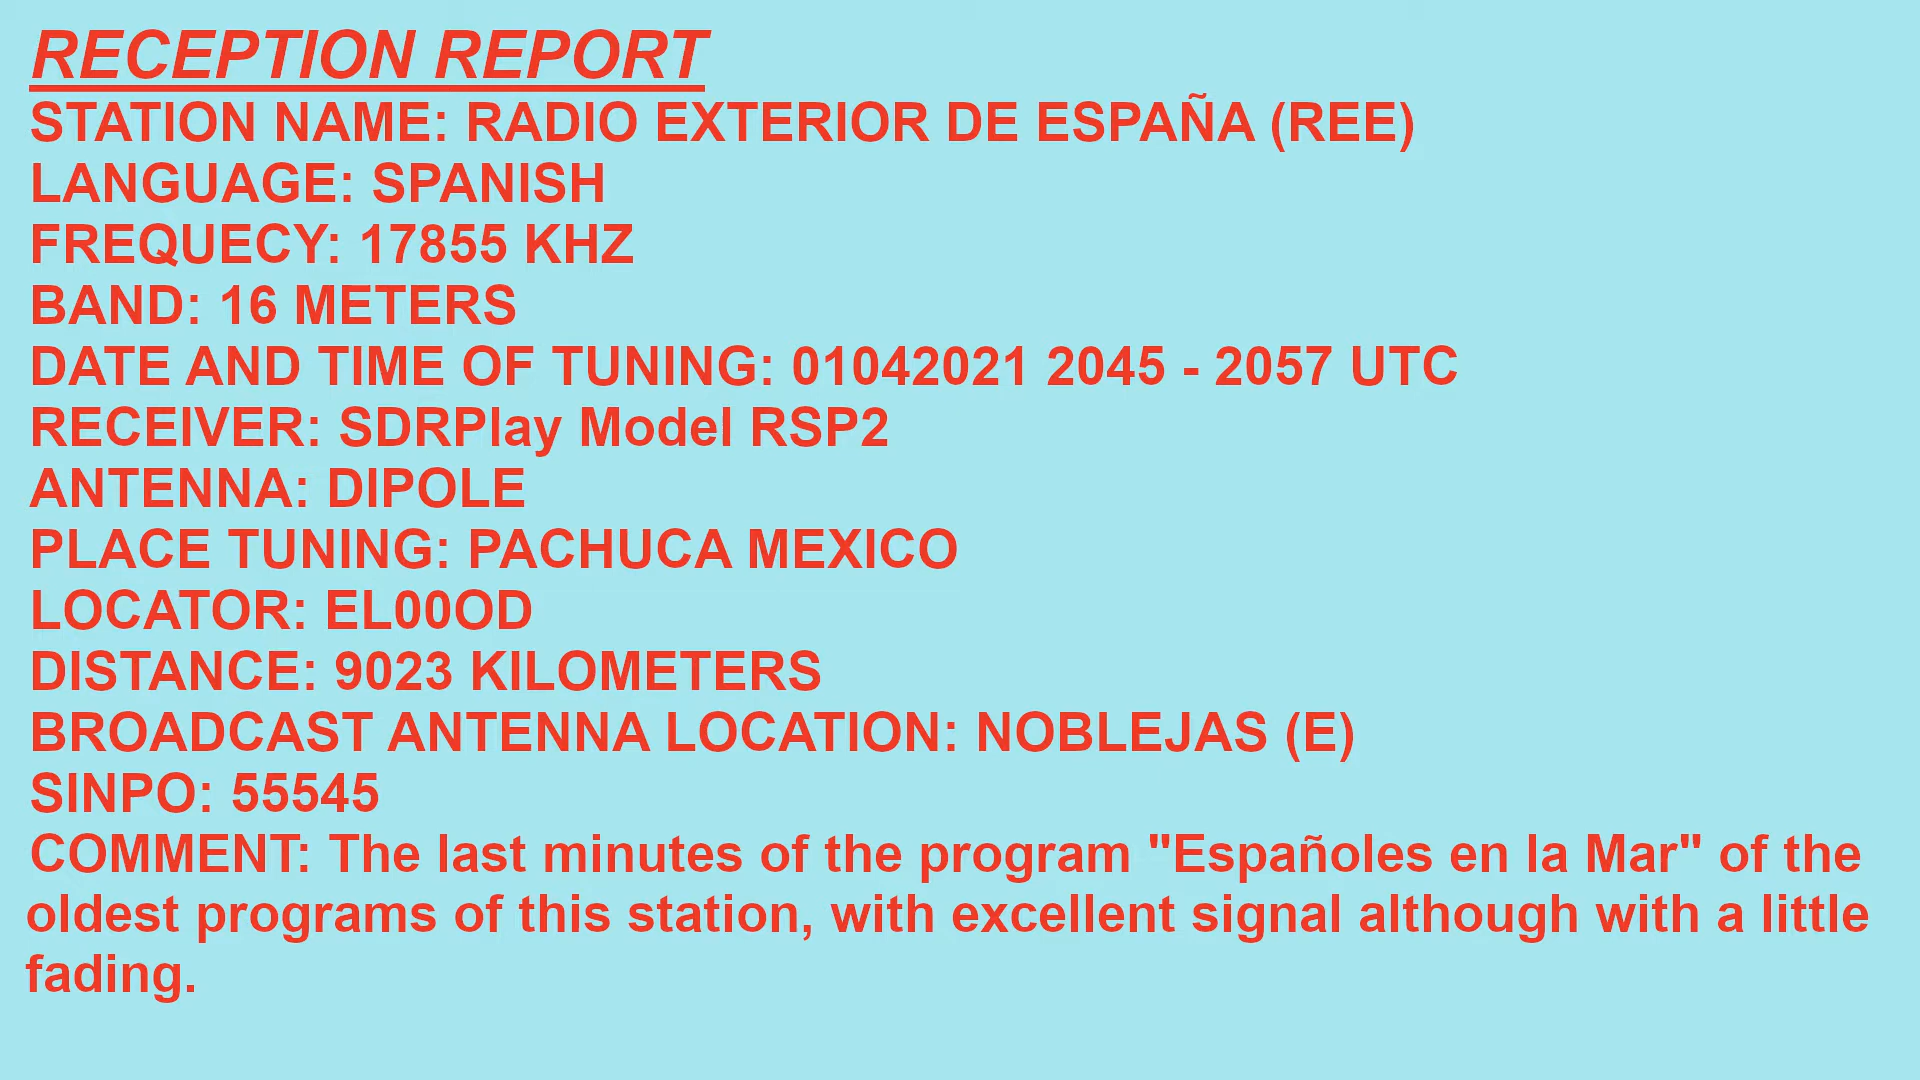 RECEPTION REPORT
STATION NAME: RADIO EXTERIOR DE ESPAÑA (REE)
LANGUAGE: SPANISH
FREQUECY: 17855 KHZ
BAND: 16 METERS
DATE AND TIME OF TUNING: 01042021 2045 - 2057 UTC
RECEIVER: SDRPlay Model RSP2
ANTENNA: DIPOLE
PLACE TUNING: PACHUCA MEXICO
LOCATOR: EL00OD
DISTANCE: 9023 KILOMETERS
BROADCAST ANTENNA LOCATION: NOBLEJAS (E)
SINPO: 55545
COMMENT: The last minutes of the program "Españoles en la Mar" of the
oldest programs of this station, with excellent signal although with a little
fading.